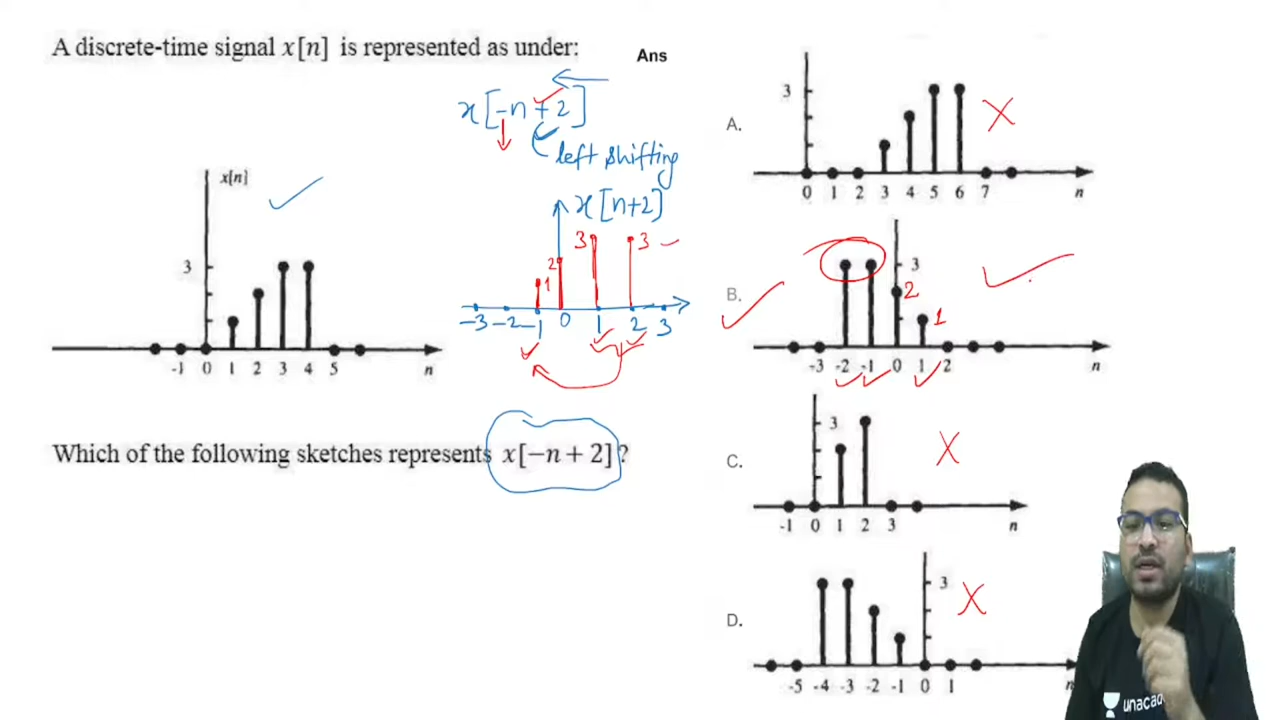 A discrete-time signal x[n] is represented as under:
Ans
x[-n+2]
left shifting
x[n]
3
-1 0 1 2 3 4 5 n
x[n+2]
1 2 3 3
-3 -2 -1 0 1 2 3
Which of the following sketches represents x[−n + 2]?
A.
3
0 1 2 3 4 5 6 7 n
B.
3
2
1
-3 -2 -1 0 1 2 n
C.
3
-1 0 1 2 3 n
D.
3
-5 -4 -3 -2 -1 0 1 n